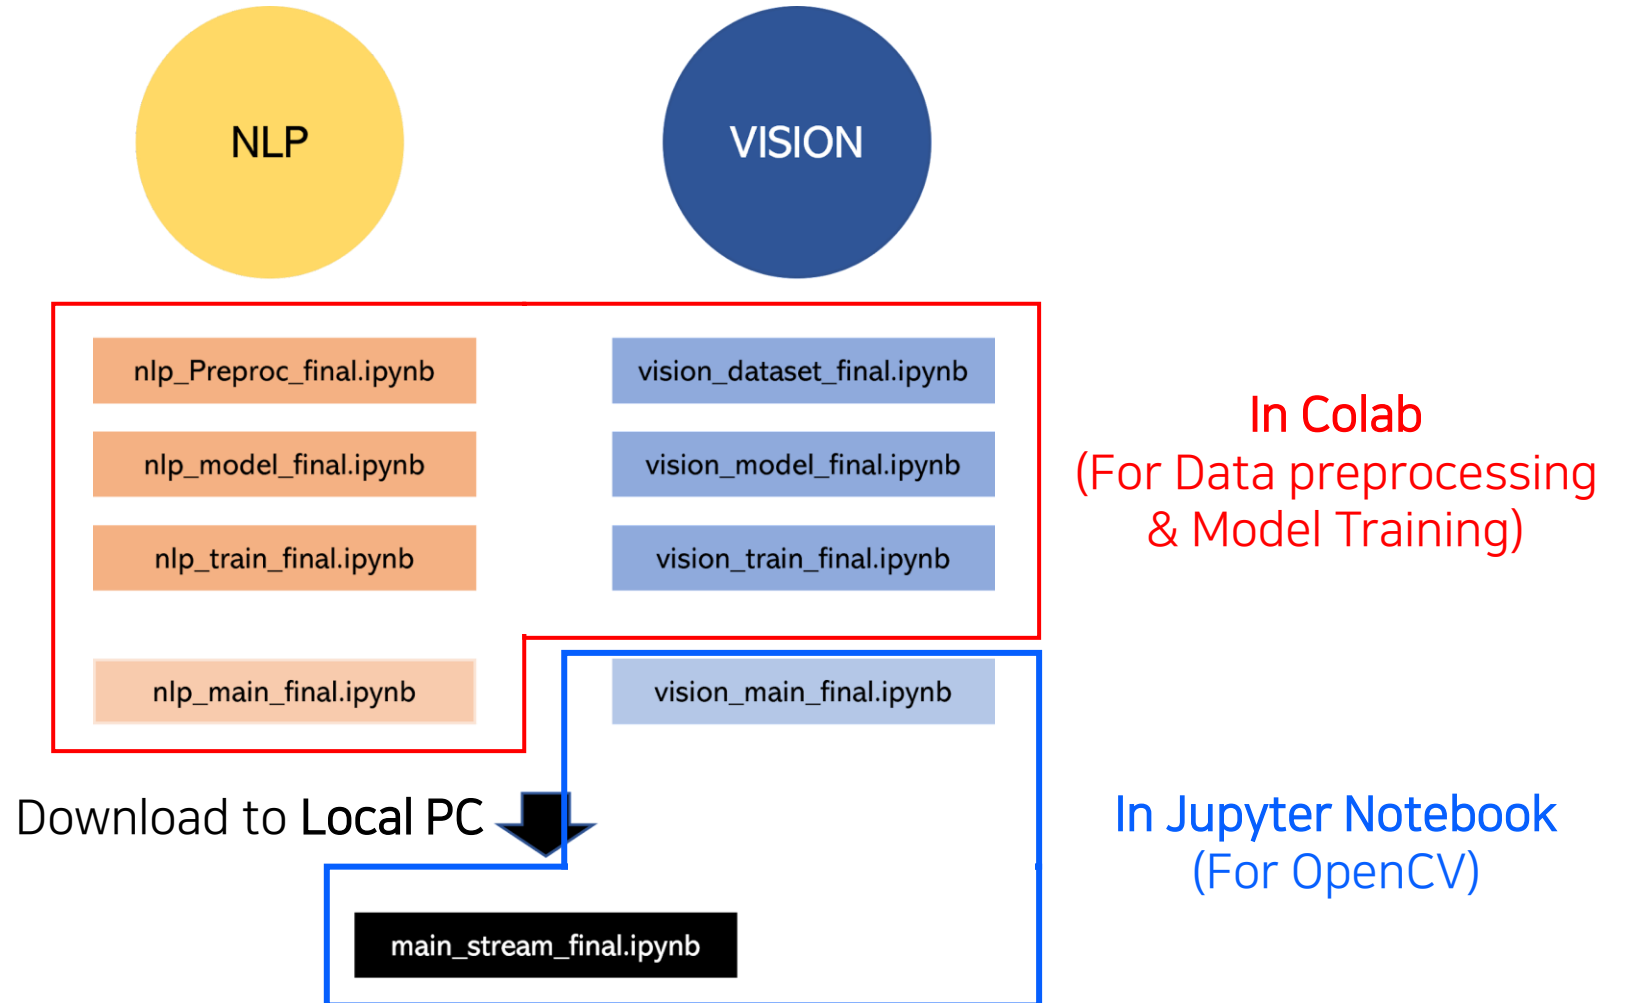 NLP
VISION
nlp_Preproc_final.ipynb
vision_dataset_final.ipynb
nlp_model_final.ipynb
vision_model_final.ipynb
nlp_train_final.ipynb
vision_train_final.ipynb
In Colab
(For Data preprocessing
& Model Training)
nlp_main_final.ipynb
vision_main_final.ipynb
Download to Local PC
In Jupyter Notebook
(For OpenCV)
main_stream_final.ipynb